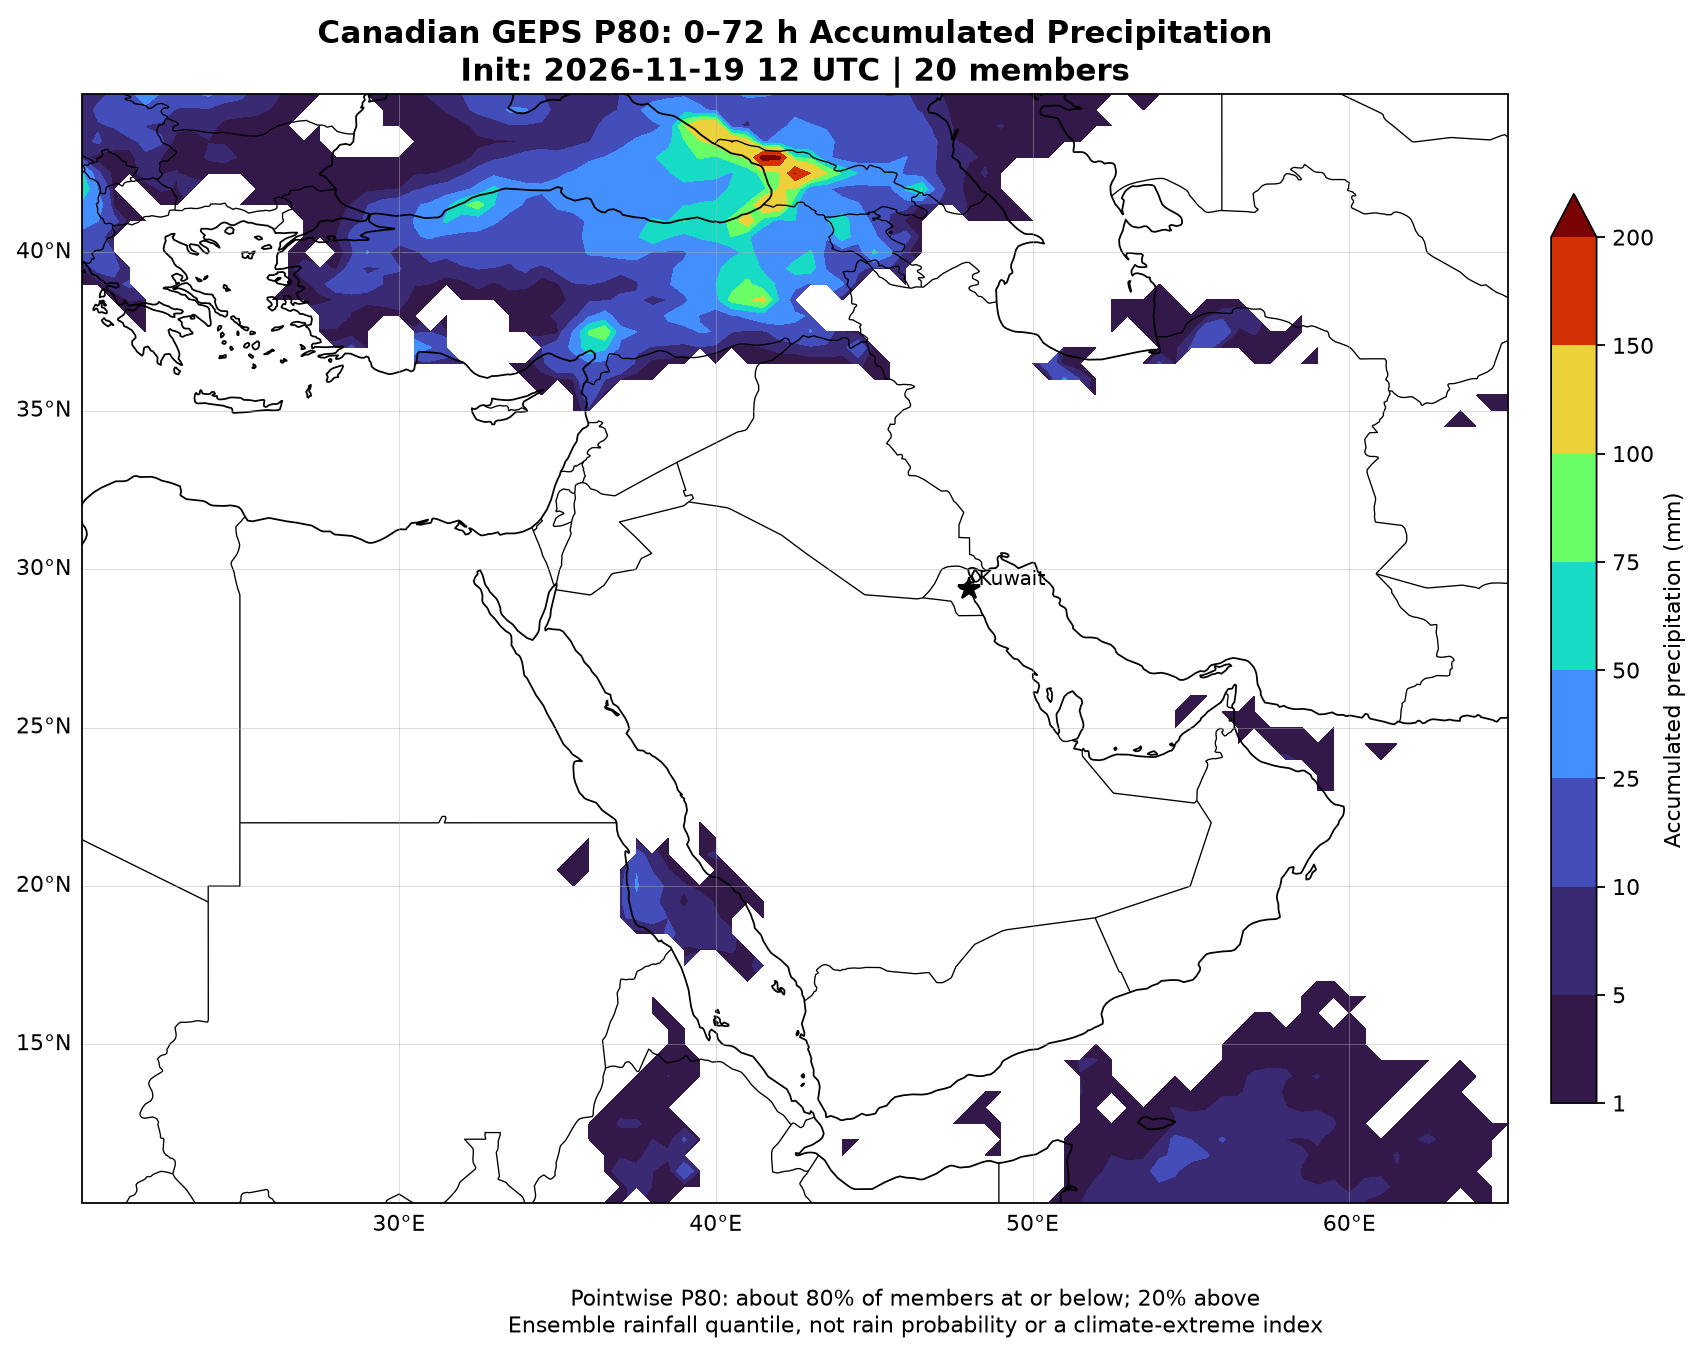 Canadian GEPS P80: 0–72 h Accumulated Precipitation
Init: 2026-11-19 12 UTC | 20 members
40°N
35°N
30°N
25°N
20°N
15°N
30°E
40°E
50°E
60°E
Kuwait
200
150
100
75
50
25
10
5
1
Accumulated precipitation (mm)
Pointwise P80: about 80% of members at or below; 20% above
Ensemble rainfall quantile, not rain probability or a climate-extreme index